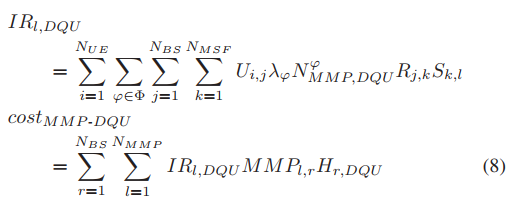 IR_{l,DQU}
= \sum_{i=1}^{N_{UE}} \sum_{\varphi \in \Phi} \sum_{j=1}^{N_{BS}} \sum_{k=1}^{N_{MSF}} U_{i,j} \lambda_{\varphi} N_{MMP,DQU}^{\varphi} R_{j,k} S_{k,l}
cost_{MMP-DQU}
= \sum_{r=1}^{N_{BS}} \sum_{l=1}^{N_{MMP}} IR_{l,DQU} MMP_{l,r} H_{r,DQU} (8)